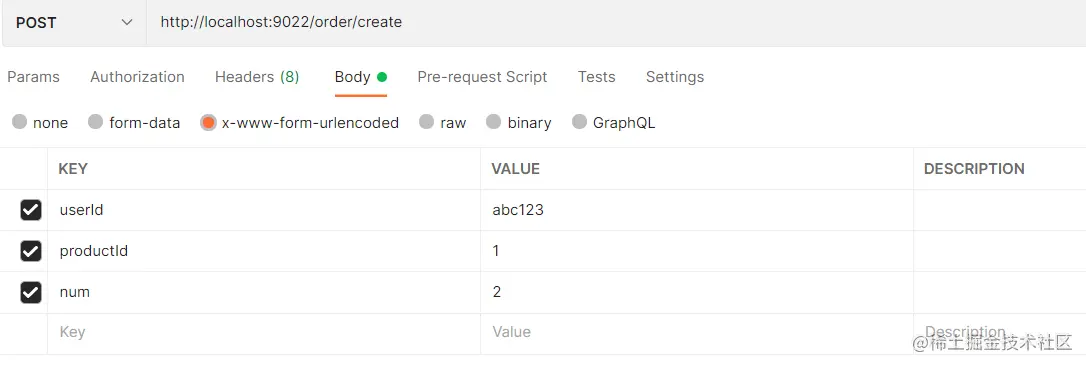 POST http://localhost:9022/order/create
Params Authorization Headers (8) Body Pre-request Script Tests Settings
none form-data x-www-form-urlencoded raw binary GraphQL
KEY VALUE DESCRIPTION
userId abc123
productId 1
num 2
Key Value Description
@稀土掘金技术社区